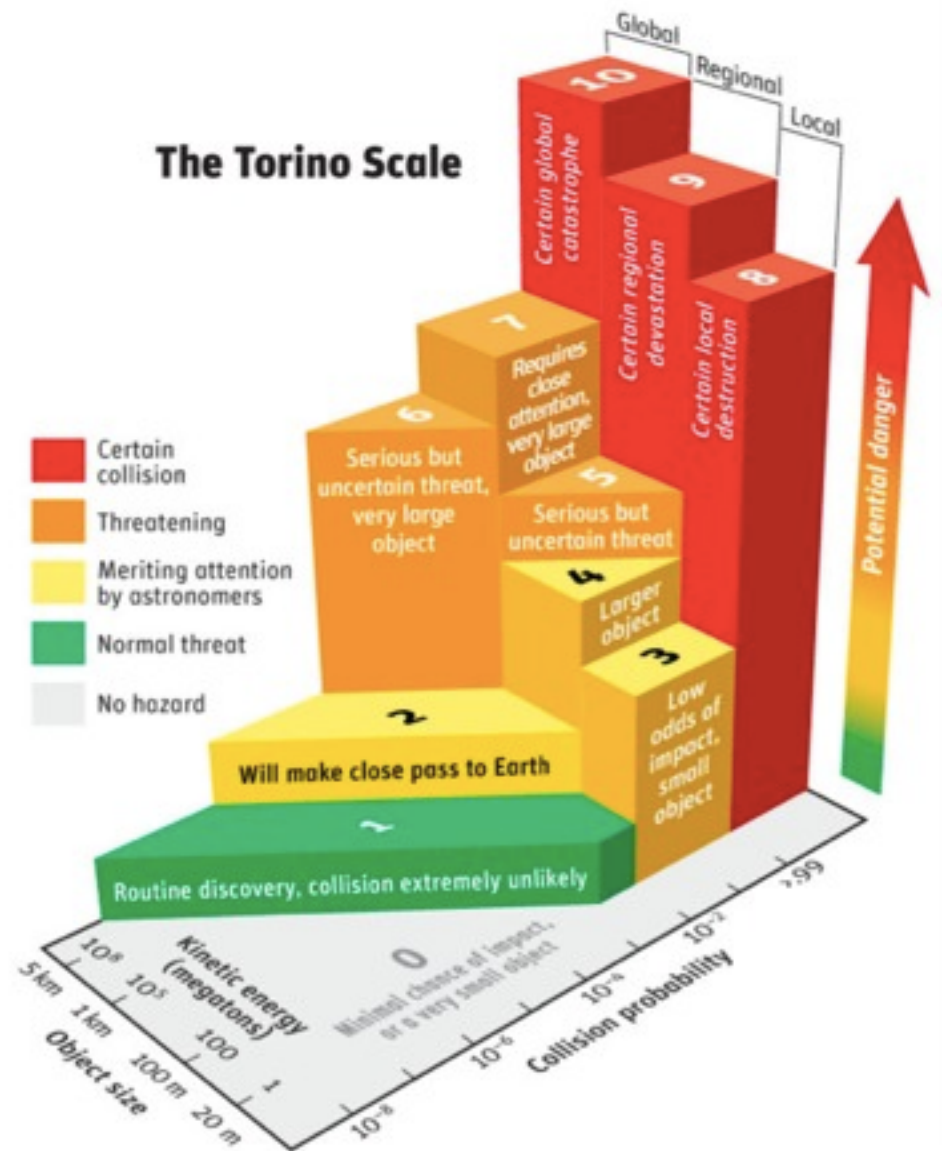 The Torino Scale
Global
Regional
Local
10
Certain global
catastrophe
9
Certain regional
devastation
8
Certain local
destruction
7
Requires
close
attention,
very large
object
6
Serious but
uncertain threat,
very large
object
5
Serious but
uncertain threat
4
Larger
object
3
Low
odds of
impact,
small
object
2
Will make close pass to Earth
1
Routine discovery, collision extremely unlikely
0
Minimal chance of impact,
or a very small object
Certain
collision
Threatening
Meriting attention
by astronomers
Normal threat
No hazard
Potential danger
Kinetic energy
(megatons)
10⁸
10⁵
100
1
Object size
5 km
1 km
100 m
20 m
Collision probability
10⁻⁸
10⁻⁶
10⁻⁴
10⁻²
.99